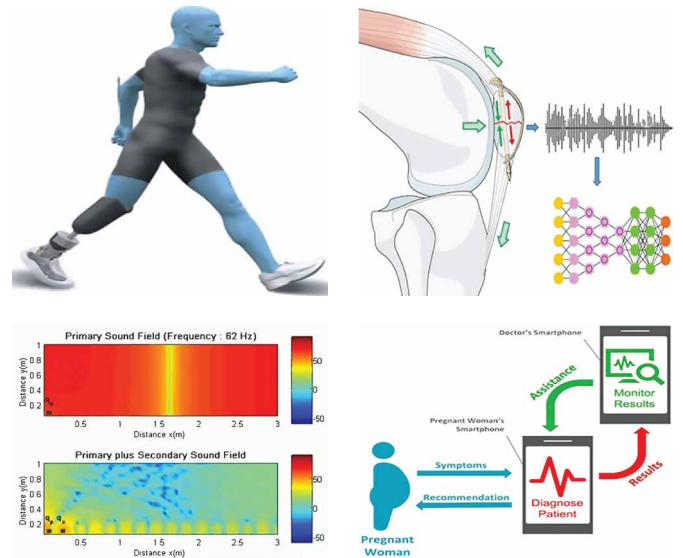 Primary Sound Field (Frequency : 62 Hz)
Distance y(m)
1
0.8
0.6
0.4
0.2
q
p
0.5
1
1.5
2
2.5
3
Distance x(m)
50
0
-50
Primary plus Secondary Sound Field
Distance y(m)
1
0.8
0.6
0.4
0.2
q
p
q
s
0.5
1
1.5
2
2.5
3
Distance x(m)
50
0
-50
Doctor's Smartphone
Monitor
Results
Assistance
Pregnant Woman's
Smartphone
Symptoms
Recommendation
Diagnose
Patient
Results
Pregnant
Woman